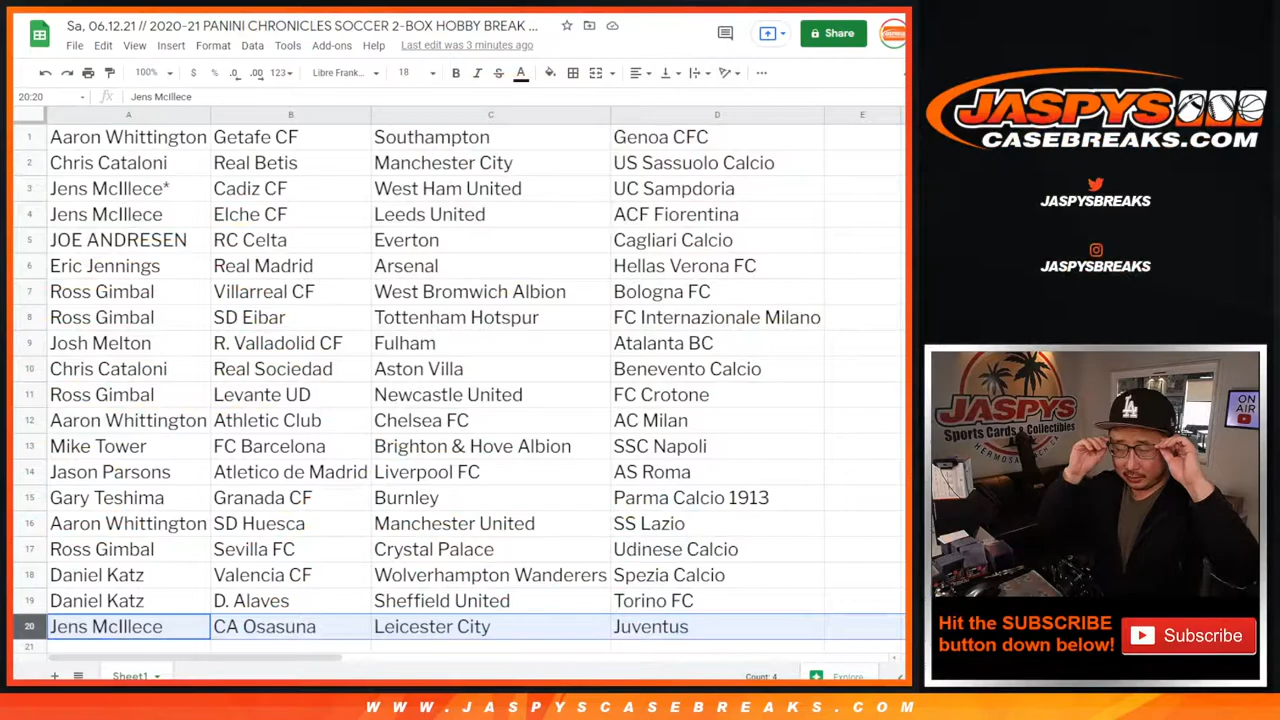 Sa, 06.12.21 // 2020-21 PANINI CHRONICLES SOCCER 2-BOX HOBBY BREAK ...
File Edit View Insert Format Data Tools Add-ons Help Last edit was 3 minutes ago
Share
100% $ % .0 .00 123 Libre Frank... 18 B I S A
20:20 fx Jens McIllece
A B C D E
1 Aaron Whittington Getafe CF Southampton Genoa CFC
2 Chris Cataloni Real Betis Manchester City US Sassuolo Calcio
3 Jens McIllece* Cadiz CF West Ham United UC Sampdoria
4 Jens McIllece Elche CF Leeds United ACF Fiorentina
5 JOE ANDRESEN RC Celta Everton Cagliari Calcio
6 Eric Jennings Real Madrid Arsenal Hellas Verona FC
7 Ross Gimbal Villarreal CF West Bromwich Albion Bologna FC
8 Ross Gimbal SD Eibar Tottenham Hotspur FC Internazionale Milano
9 Josh Melton R. Valladolid CF Fulham Atalanta BC
10 Chris Cataloni Real Sociedad Aston Villa Benevento Calcio
11 Ross Gimbal Levante UD Newcastle United FC Crotone
12 Aaron Whittington Athletic Club Chelsea FC AC Milan
13 Mike Tower FC Barcelona Brighton & Hove Albion SSC Napoli
14 Jason Parsons Atletico de Madrid Liverpool FC AS Roma
15 Gary Teshima Granada CF Burnley Parma Calcio 1913
16 Aaron Whittington SD Huesca Manchester United SS Lazio
17 Ross Gimbal Sevilla FC Crystal Palace Udinese Calcio
18 Daniel Katz Valencia CF Wolverhampton Wanderers Spezia Calcio
19 Daniel Katz D. Alaves Sheffield United Torino FC
20 Jens McIllece CA Osasuna Leicester City Juventus
21
Sheet1 Count: 4 Explore
JASPYS
CASEBREAKS.COM
JASPYSBREAKS
JASPYSBREAKS
JASPYS
Sports Cards & Collectibles
HERMOSA BEACH, CA
LA
ON
AIR
Hit the SUBSCRIBE
button down below!
Subscribe
WWW.JASPYSCASEBREAKS.COM